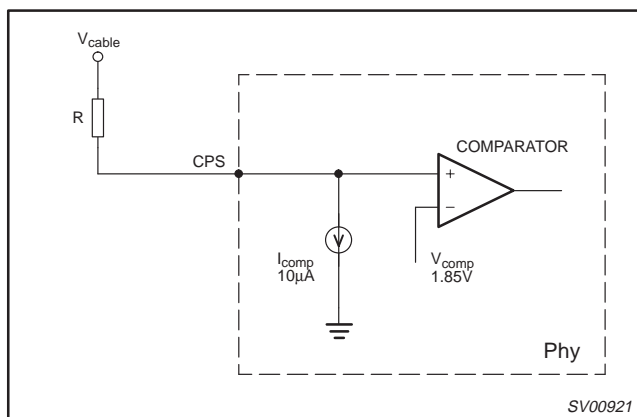 Vcable
R
CPS
COMPARATOR
+
−
Icomp
10µA
Vcomp
1.85V
Phy
SV00921